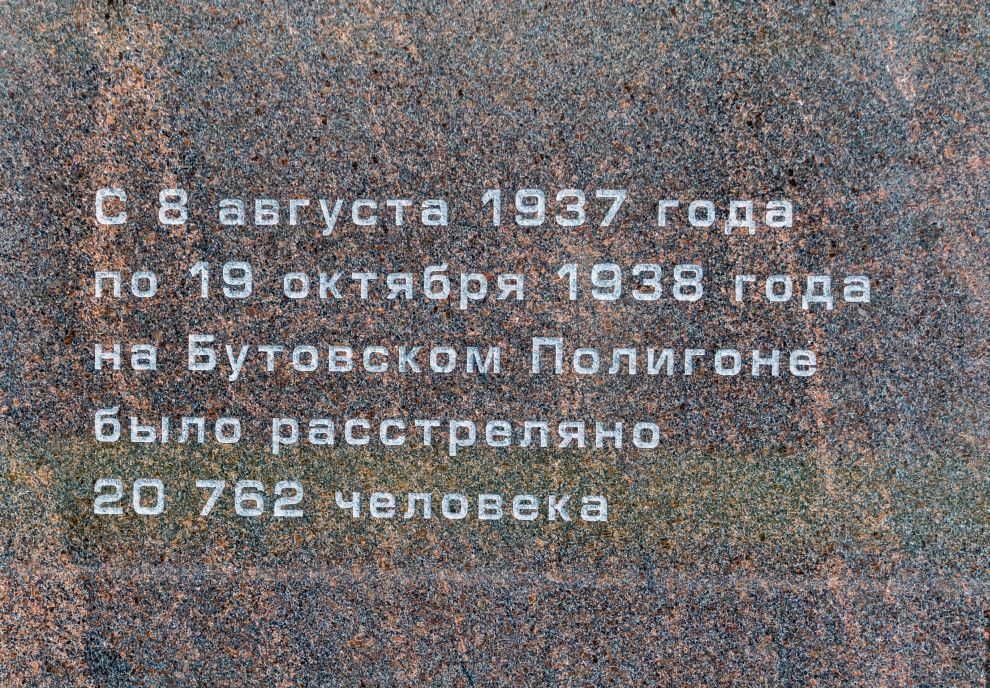 С 8 августа 1937 года
по 19 октября 1938 года
на Бутовском Полигоне
было расстреляно
20 762 человека